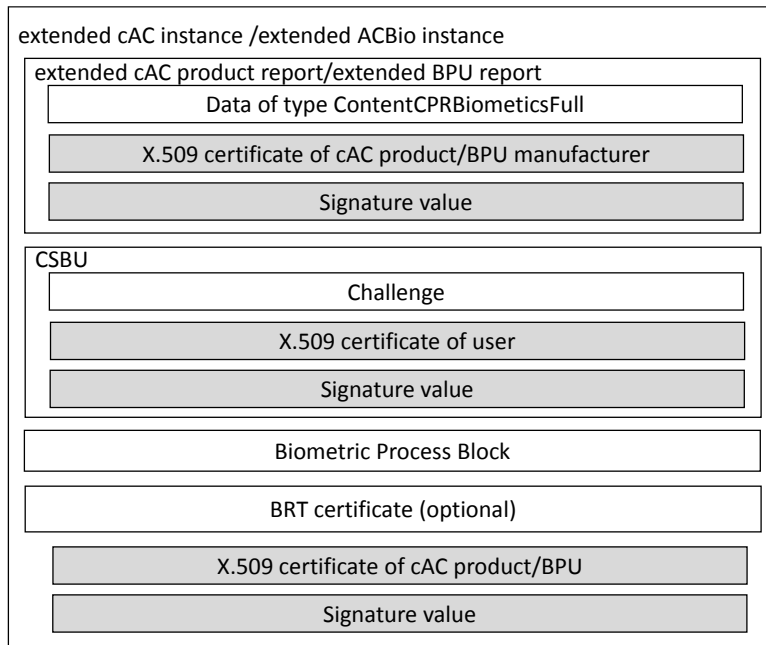 extended cAC instance /extended ACBio instance
extended cAC product report/extended BPU report
Data of type ContentCPRBiometicsFull
X.509 certificate of cAC product/BPU manufacturer
Signature value
CSBU
Challenge
X.509 certificate of user
Signature value
Biometric Process Block
BRT certificate (optional)
X.509 certificate of cAC product/BPU
Signature value